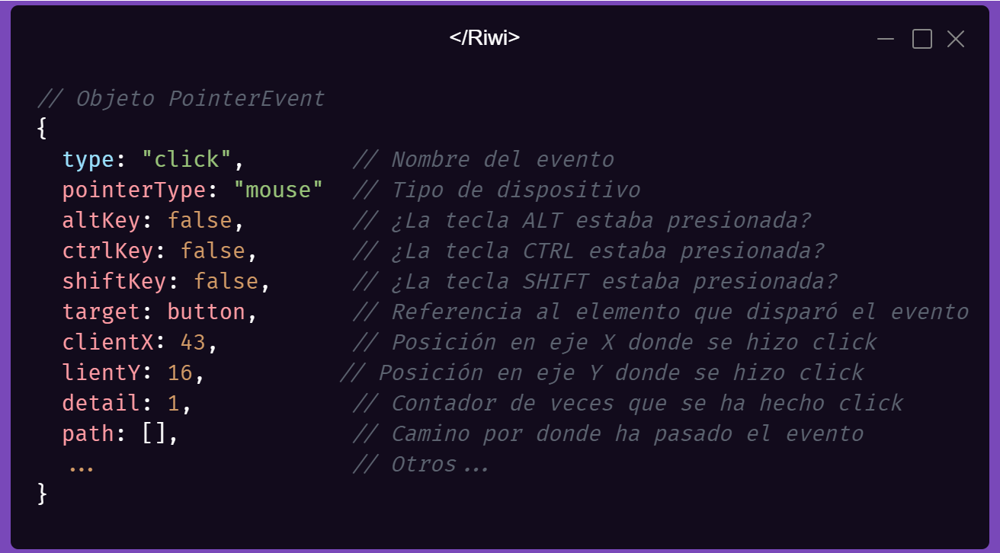 </Riwi>
// Objeto PointerEvent
{
  type: "click",        // Nombre del evento
  pointerType: "mouse"  // Tipo de dispositivo
  altKey: false,        // ¿La tecla ALT estaba presionada?
  ctrlKey: false,       // ¿La tecla CTRL estaba presionada?
  shiftKey: false,      // ¿La tecla SHIFT estaba presionada?
  target: button,       // Referencia al elemento que disparó el evento
  clientX: 43,          // Posición en eje X donde se hizo click
  lientY: 16,          // Posición en eje Y donde se hizo click
  detail: 1,            // Contador de veces que se ha hecho click
  path: [],             // Camino por donde ha pasado el evento
  ...                   // Otros...
}